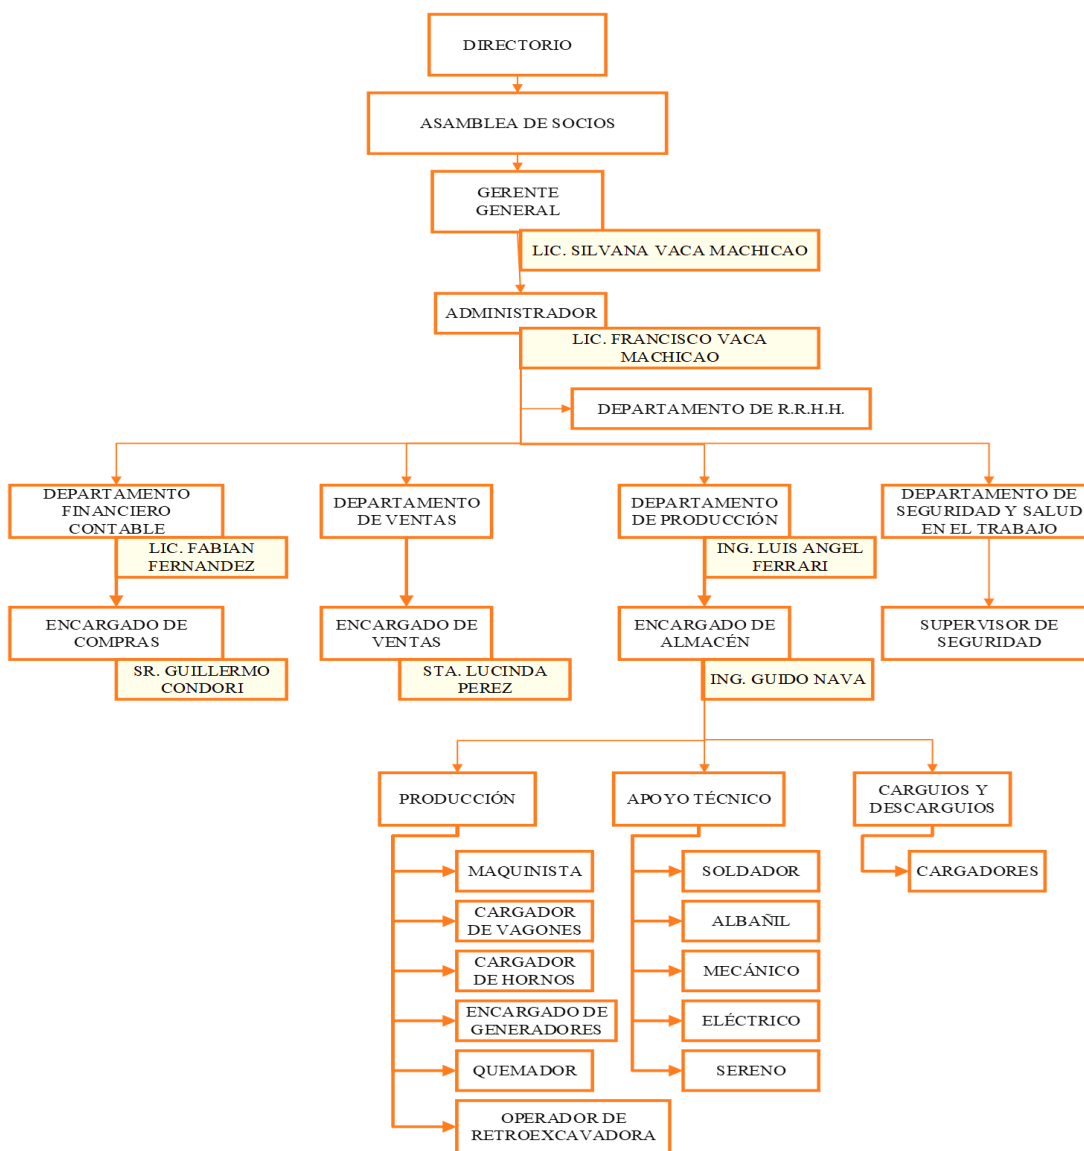 DIRECTORIO
ASAMBLEA DE SOCIOS
GERENTE
GENERAL
LIC. SILVANA VACA MACHICAO
ADMINISTRADOR
LIC. FRANCISCO VACA
MACHICAO
DEPARTAMENTO DE R.R.H.H.
DEPARTAMENTO
FINANCIERO
CONTABLE
LIC. FABIAN
FERNANDEZ
DEPARTAMENTO
DE VENTAS
DEPARTAMENTO
DE PRODUCCIÓN
ING. LUIS ANGEL
FERRARI
DEPARTAMENTO DE
SEGURIDAD Y SALUD
EN EL TRABAJO
ENCARGADO DE
COMPRAS
SR. GUILLERMO
CONDORI
ENCARGADO DE
VENTAS
STA. LUCINDA
PEREZ
ENCARGADO DE
ALMACÉN
ING. GUIDO NAVA
SUPERVISOR DE
SEGURIDAD
PRODUCCIÓN
APOYO TÉCNICO
CARGUIOS Y
DESCARGUIOS
MAQUINISTA
CARGADOR
DE VAGONES
CARGADOR
DE HORNOS
ENCARGADO DE
GENERADORES
QUEMADOR
OPERADOR DE
RETROEXCAVADORA
SOLDADOR
ALBAÑIL
MECÁNICO
ELÉCTRICO
SERENO
CARGADORES